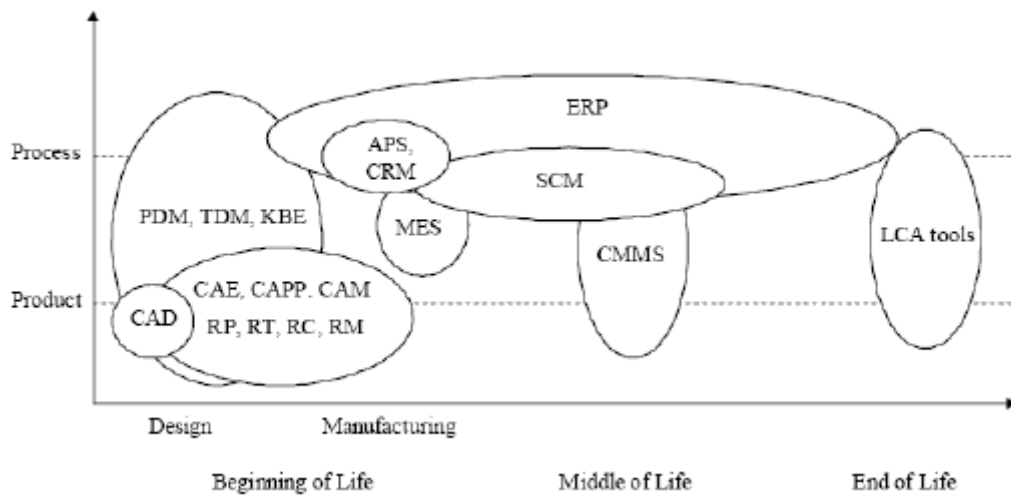 ERP
Process
APS,
CRM
SCM
PDM, TDM, KBE
MES
CMMS
LCA tools
Product
CAD
CAE, CAPP. CAM
RP, RT, RC, RM
Design
Manufacturing
Beginning of Life
Middle of Life
End of Life